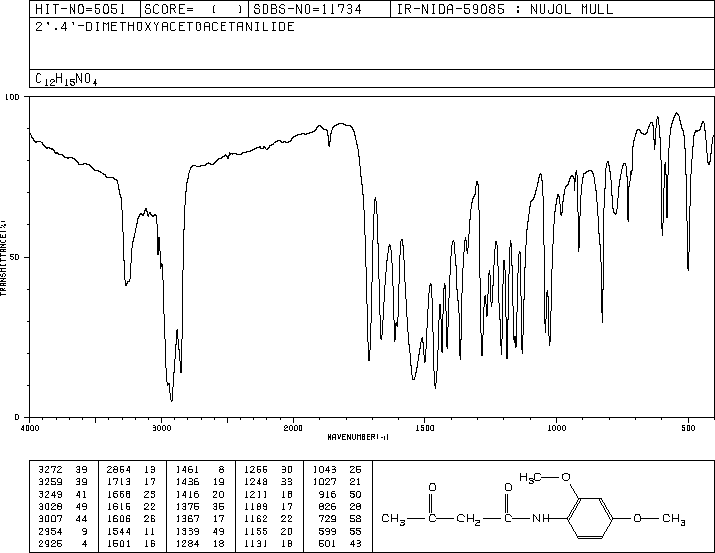 HIT-NO=5051 SCORE= ( ) SDBS-NO=11734 IR-NIDA-59085 : NUJOL MULL
2'.4'-DIMETHOXYACETOACETANILIDE
C12H15NO4
100
50
0
TRANSMITTANCE(%)
4000 3000 2000 1500 1000 500
WAVENUMBER(-1)
3272 39 2854 13 1461 8 1266 30 1043 25
3259 39 1713 17 1436 19 1248 33 1027 21
3249 41 1668 23 1416 20 1211 18 916 50
3028 49 1615 22 1375 35 1189 17 826 28
3007 44 1606 26 1367 17 1162 22 729 58
2954 9 1544 11 1339 49 1155 20 599 55
2925 4 1501 16 1284 18 1131 18 501 43
H3C O
O O
CH3 CH2 C NH O CH3